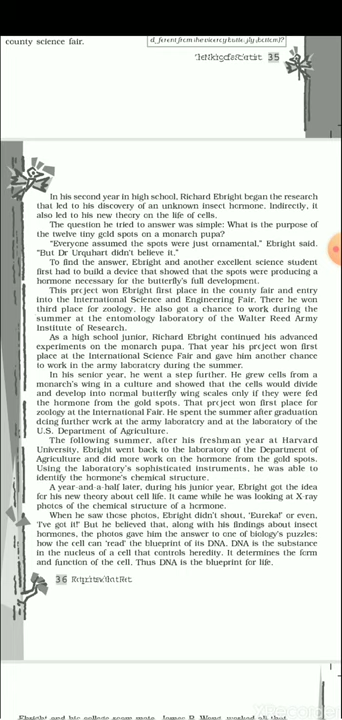 county science fair.
different from the viceroy butterfly (bottom)?
35
In his second year in high school, Richard Ebright began the research
that led to his discovery of an unknown insect hormone. Indirectly, it
also led to his new theory on the life of cells.
The question he tried to answer was simple: What is the purpose of
the twelve tiny gold spots on a monarch pupa?
“Everyone assumed the spots were just ornamental,” Ebright said.
“But Dr Urquhart didn’t believe it.”
To find the answer, Ebright and another excellent science student
first had to build a device that showed that the spots were producing a
hormone necessary for the butterfly’s full development.
This project won Ebright first place in the county fair and entry
into the International Science and Engineering Fair. There he won
third place for zoology. He also got a chance to work during the
summer at the entomology laboratory of the Walter Reed Army
Institute of Research.
As a high school junior, Richard Ebright continued his advanced
experiments on the monarch pupa. That year his project won first
place at the International Science Fair and gave him another chance
to work in the army laboratory during the summer.
In his senior year, he went a step further. He grew cells from a
monarch’s wing in a culture and showed that the cells would divide
and develop into normal butterfly wing scales only if they were fed
the hormone from the gold spots. That project won first place for
zoology at the International Fair. He spent the summer after graduation
doing further work at the army laboratory and at the laboratory of the
U.S. Department of Agriculture.
The following summer, after his freshman year at Harvard
University, Ebright went back to the laboratory of the Department of
Agriculture and did more work on the hormone from the gold spots.
Using the laboratory’s sophisticated instruments, he was able to
identify the hormone’s chemical structure.
A year-and-a-half later, during his junior year, Ebright got the idea
for his new theory about cell life. It came while he was looking at X-ray
photos of the chemical structure of a hormone.
When he saw those photos, Ebright didn’t shout, ‘Eureka!’ or even,
‘I’ve got it!’ But he believed that, along with his findings about insect
hormones, the photos gave him the answer to one of biology’s puzzles:
how the cell can ‘read’ the blueprint of its DNA. DNA is the substance
in the nucleus of a cell that controls heredity. It determines the form
and function of the cell. Thus DNA is the blueprint for life.
36
Ebright and his college room-mate, James R. Wong, worked all that